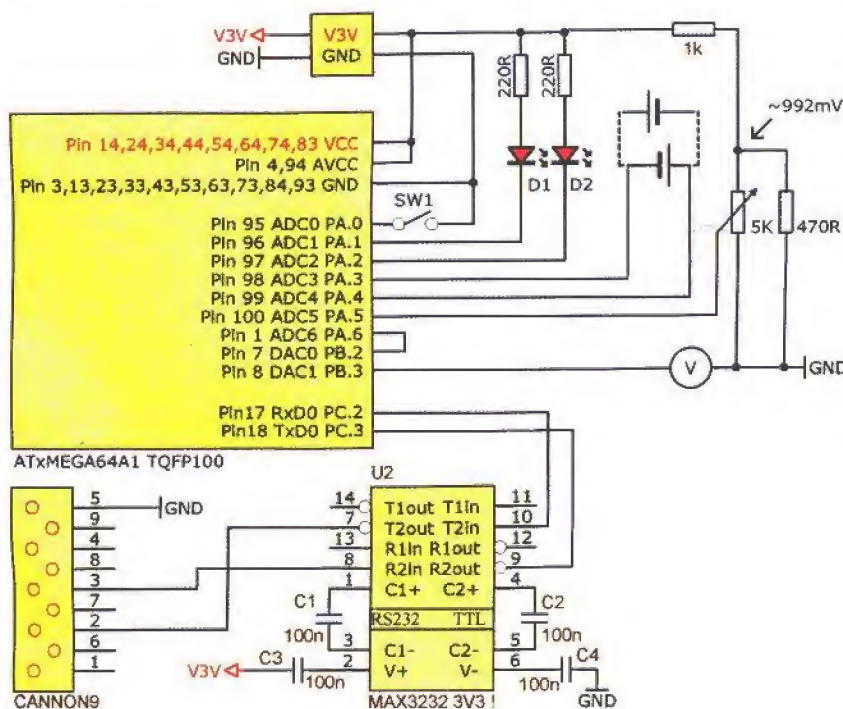 V3V
V3V
GND
GND
1k
220R
220R
~992mV
D1
D2
5K
470R
Pin 14,24,34,44,54,64,74,83 VCC
Pin 4,94 AVCC
Pin 3,13,23,33,43,53,63,73,84,93 GND
SW1
Pin 95 ADC0 PA.0
Pin 96 ADC1 PA.1
Pin 97 ADC2 PA.2
Pin 98 ADC3 PA.3
Pin 99 ADC4 PA.4
Pin 100 ADC5 PA.5
Pin 1 ADC6 PA.6
Pin 7 DAC0 PB.2
Pin 8 DAC1 PB.3
V
GND
Pin17 RxD0 PC.2
Pin18 TxD0 PC.3
ATxMEGA64A1 TQFP100
U2
5
GND
9
4
8
3
7
2
6
1
CANNON9
14 T1out T1in 11
7 T2out T2in 10
13 R1in R1out 12
8 R2in R2out 9
1 C1+ C2+ 4
C1
100n
RS232 TTL
C2
100n
3 C1- C2- 5
2 V+ V- 6
V3V
C3
100n
C4
100n
GND
MAX3232 3V3 !